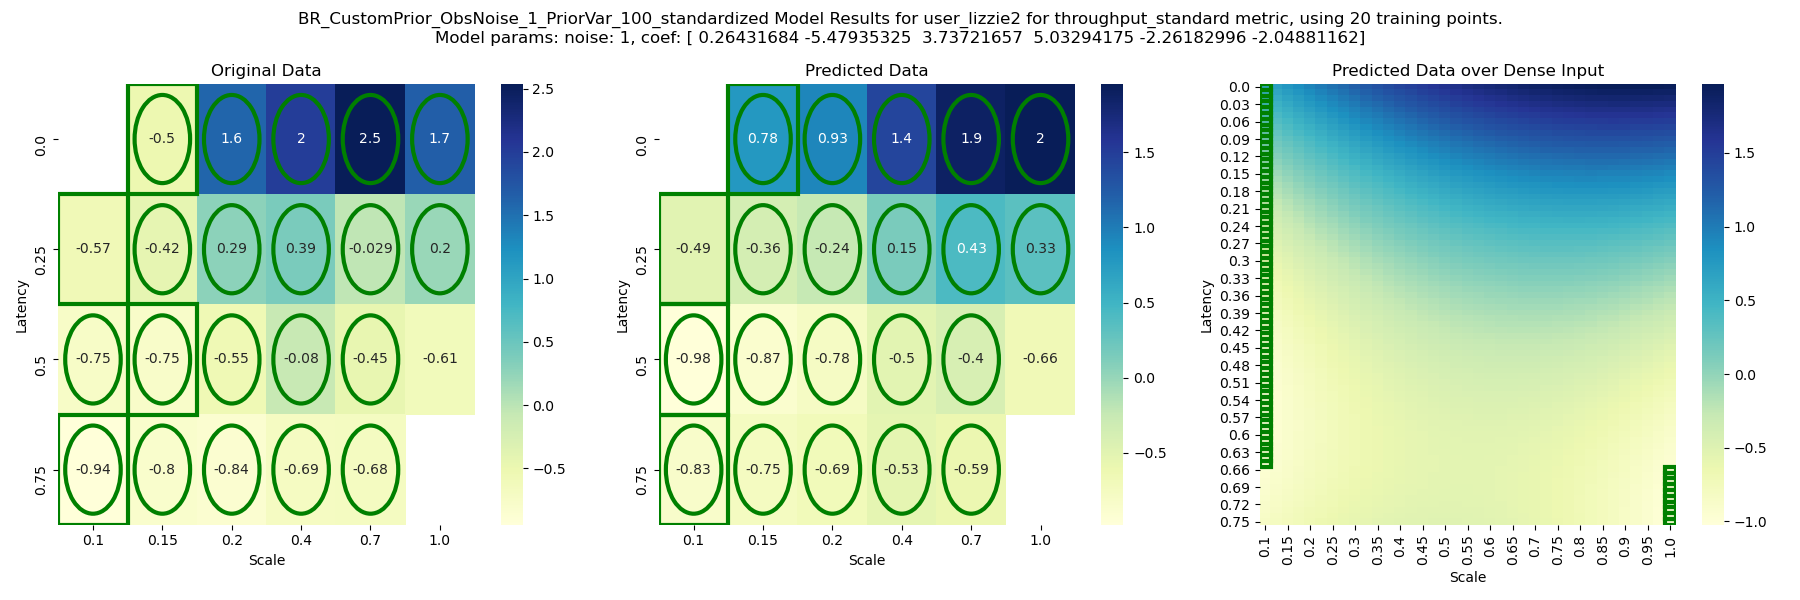 BR_CustomPrior_ObsNoise_1_PriorVar_100_standardized Model Results for user_lizzie2 for throughput_standard metric, using 20 training points.
Model params: noise: 1, coef: [ 0.26431684 -5.47935325  3.73721657  5.03294175 -2.26182996 -2.04881162]
Original Data
Latency
0.0
0.25
0.5
0.75
-0.5 1.6 2 2.5 1.7
-0.57 -0.42 0.29 0.39 -0.029 0.2
-0.75 -0.75 -0.55 -0.08 -0.45 -0.61
-0.94 -0.8 -0.84 -0.69 -0.68
0.1 0.15 0.2 0.4 0.7 1.0
Scale
2.5
2.0
1.5
1.0
0.5
0.0
−0.5
Predicted Data
Latency
0.0
0.25
0.5
0.75
0.78 0.93 1.4 1.9 2
-0.49 -0.36 -0.24 0.15 0.43 0.33
-0.98 -0.87 -0.78 -0.5 -0.4 -0.66
-0.83 -0.75 -0.69 -0.53 -0.59
0.1 0.15 0.2 0.4 0.7 1.0
Scale
1.5
1.0
0.5
0.0
−0.5
Predicted Data over Dense Input
Latency
0.0
0.03
0.06
0.09
0.12
0.15
0.18
0.21
0.24
0.27
0.3
0.33
0.36
0.39
0.42
0.45
0.48
0.51
0.54
0.57
0.6
0.63
0.66
0.69
0.72
0.75
0.1 0.15 0.2 0.25 0.3 0.35 0.4 0.45 0.5 0.55 0.6 0.65 0.7 0.75 0.8 0.85 0.9 0.95 1.0
Scale
1.5
1.0
0.5
0.0
−0.5
−1.0